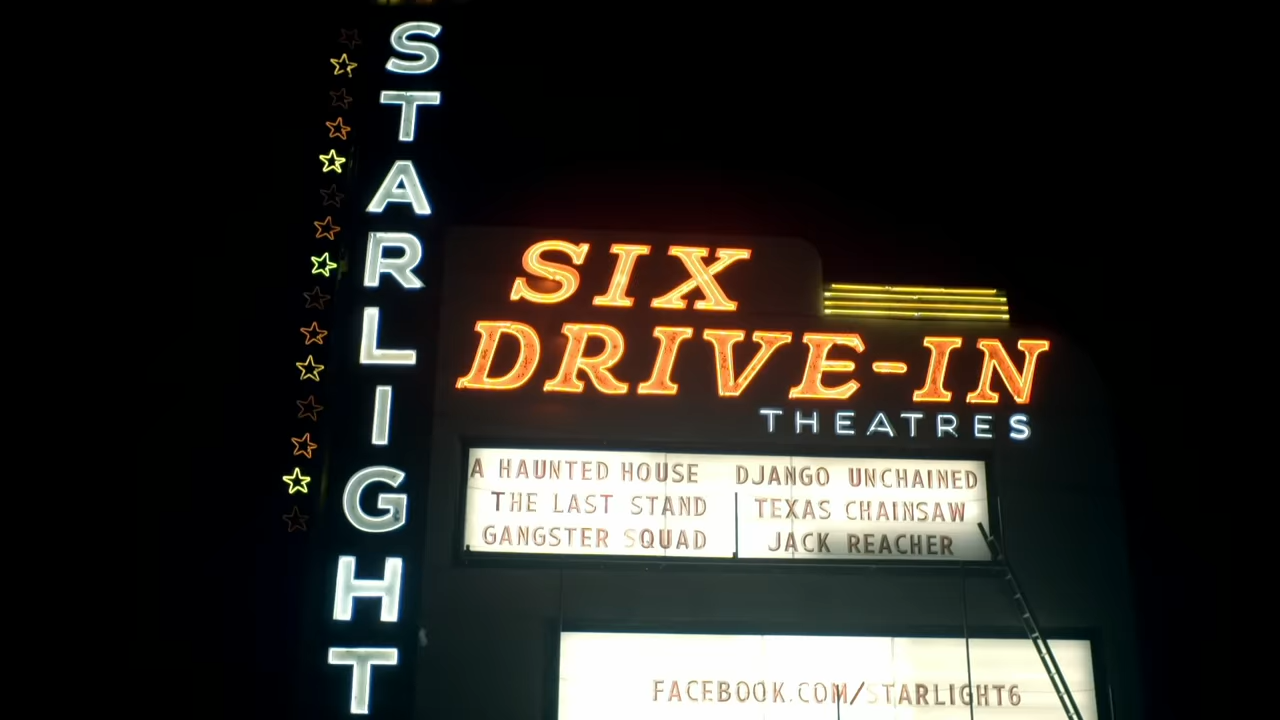 STARLIGHT
SIX
DRIVE-IN
THEATRES
A HAUNTED HOUSE DJANGO UNCHAINED
THE LAST STAND TEXAS CHAINSAW
GANGSTER SQUAD JACK REACHER
FACEBOOK.COM/STARLIGHT6